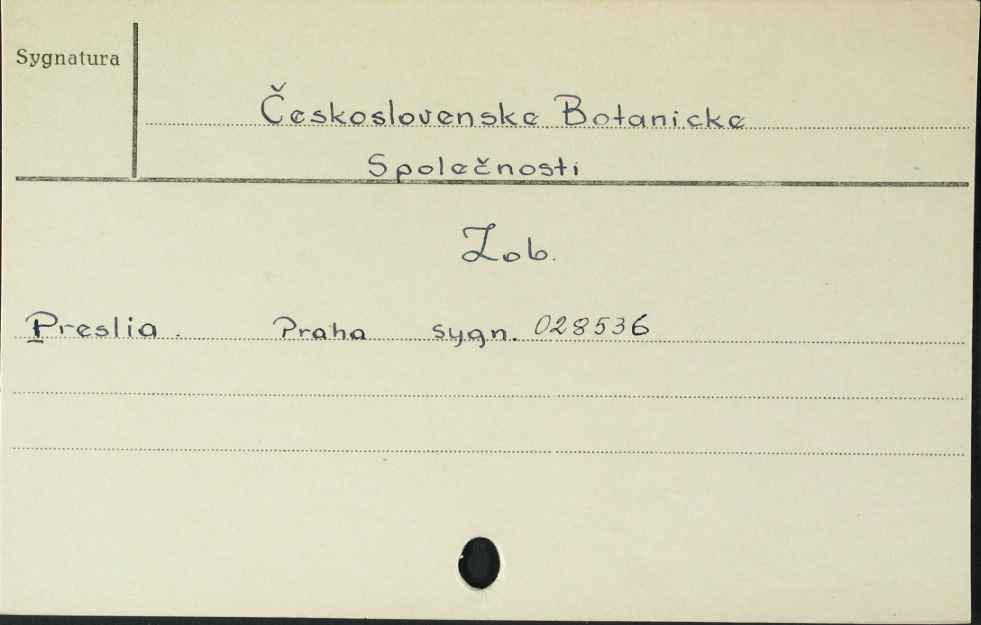 Sygnatura
Československe Botanicke
Společnosti
Zob.
Preslia. Praha sygn. 028536